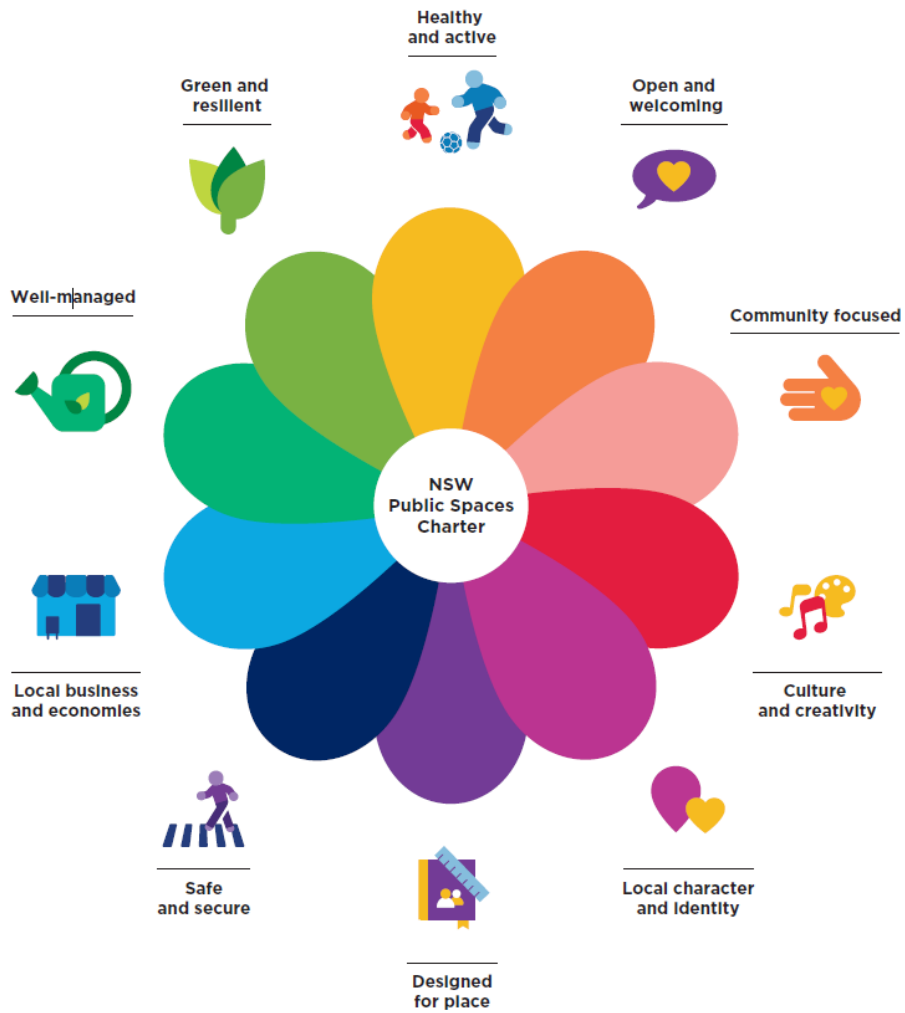 Healthy
and active
Open and
welcoming
Community focused
Culture
and creativity
Local character
and identity
Designed
for place
Safe
and secure
Local business
and economies
Well-managed
Green and
resilient
NSW
Public Spaces
Charter